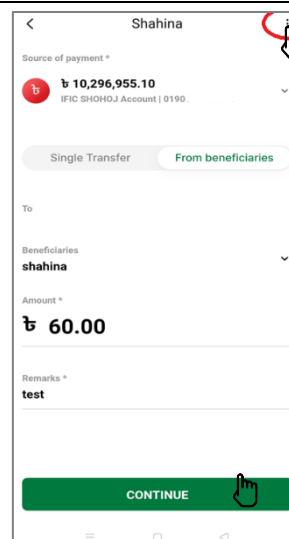 Shahina
Source of payment *
৳ 10,296,955.10
IFIC SHOHOJ Account | 0190
Single Transfer From beneficiaries
To
Beneficiaries
shahina
Amount *
৳ 60.00
Remarks *
test
CONTINUE